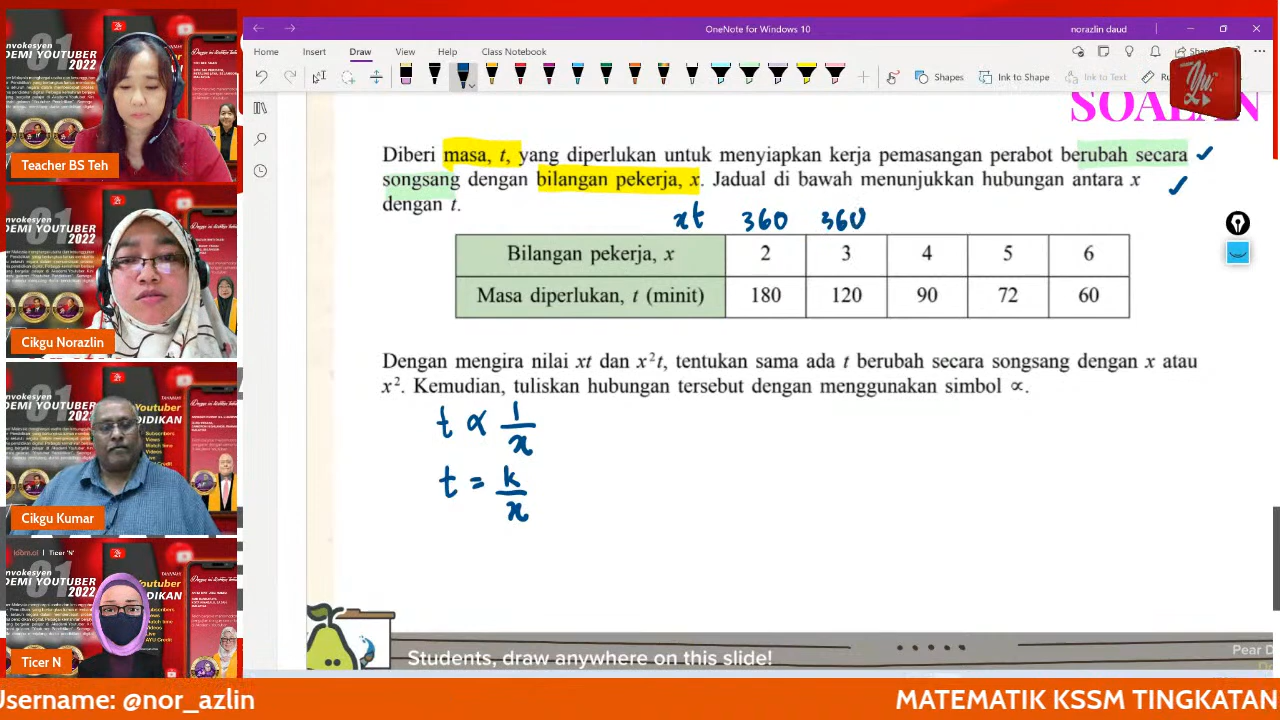 OneNote for Windows 10
norazlin daud
Home Insert Draw View Help Class Notebook
Share
Shapes Ink to Shape Ink to Text
SOALAN
Diberi masa, t, yang diperlukan untuk menyiapkan kerja pemasangan perabot berubah secara
songsang dengan bilangan pekerja, x. Jadual di bawah menunjukkan hubungan antara x
dengan t.
xt 360 360
Bilangan pekerja, x 2 3 4 5 6
Masa diperlukan, t (minit) 180 120 90 72 60
Dengan mengira nilai xt dan x²t, tentukan sama ada t berubah secara songsang dengan x atau
x². Kemudian, tuliskan hubungan tersebut dengan menggunakan simbol ∝.
t ∝ 1/x
t = k/x
Students, draw anywhere on this slide!
Pear D
Teacher BS Teh
Cikgu Norazlin
Cikgu Kumar
Ticer N
Username: @nor_azlin
MATEMATIK KSSM TINGKATAN